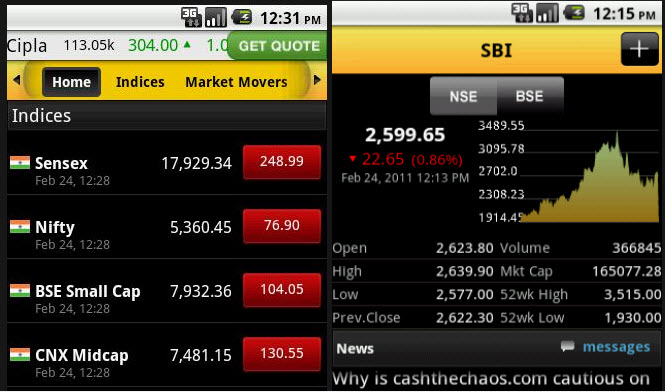 3G 12:31 PM
Cipla 113.05k 304.00 1.0 GET QUOTE
Home Indices Market Movers
Indices
Sensex 17,929.34 248.99
Feb 24, 12:28
Nifty 5,360.45 76.90
Feb 24, 12:28
BSE Small Cap 7,932.36 104.05
Feb 24, 12:28
CNX Midcap 7,481.15 130.55
Feb 24, 12:28
3G 12:15 PM
SBI +
NSE BSE
2,599.65
22.65 (0.86%)
Feb 24, 2011 12:13 PM
3489.55
3095.78
2702.0
2308.23
1914.45
Open 2,623.80 Volume 366845
High 2,639.90 Mkt Cap 165077.28
Low 2,577.00 52wk High 3,515.00
Prev.Close 2,622.30 52wk Low 1,930.00
News messages
Why is cashthechaos.com cautious on